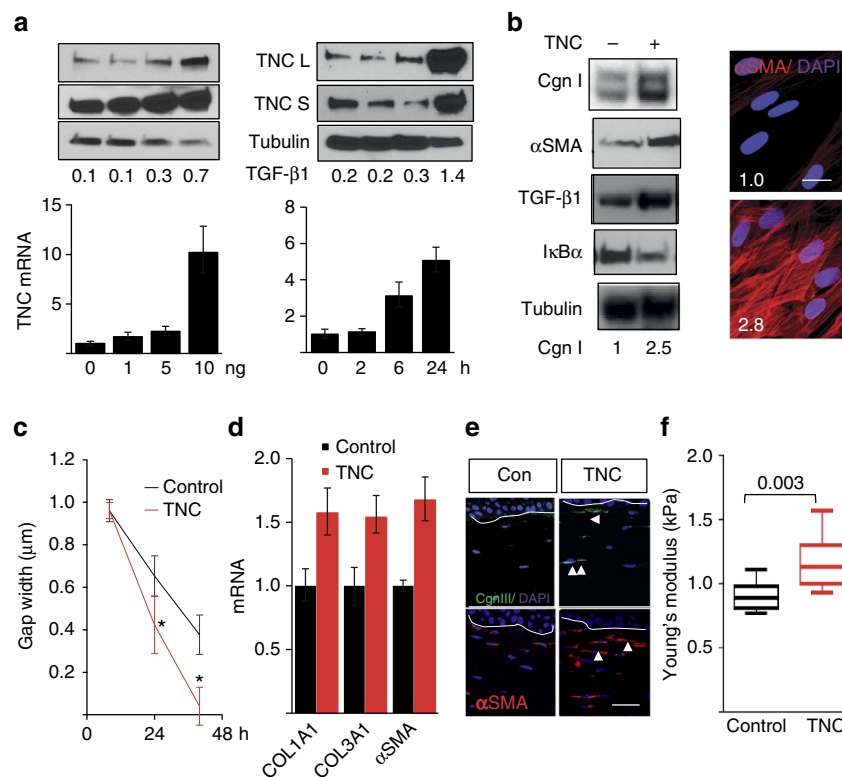 a
TNC L
TNC S
Tubulin
0.1 0.1 0.3 0.7 TGF-β1 0.2 0.2 0.3 1.4
TNC mRNA
15
10
5
0 1 5 10 ng
8
6
4
2
0 2 6 24 h
b
TNC – +
Cgn I
αSMA
TGF-β1
IκBα
Tubulin
Cgn I 1 2.5
αSMA/ DAPI
1.0
2.8
c
Gap width (μm)
1.2
1.0
0.8
0.6
0.4
0.2
0 24 48 h
Control
TNC
*
*
d
mRNA
2.0
1.5
1.0
0.5
Control
TNC
COL1A1
COL3A1
αSMA
e
Con TNC
CgnIII/ DAPI
αSMA
f
Young's modulus (kPa)
2.0
1.5
1.0
0.5
0.003
Control TNC